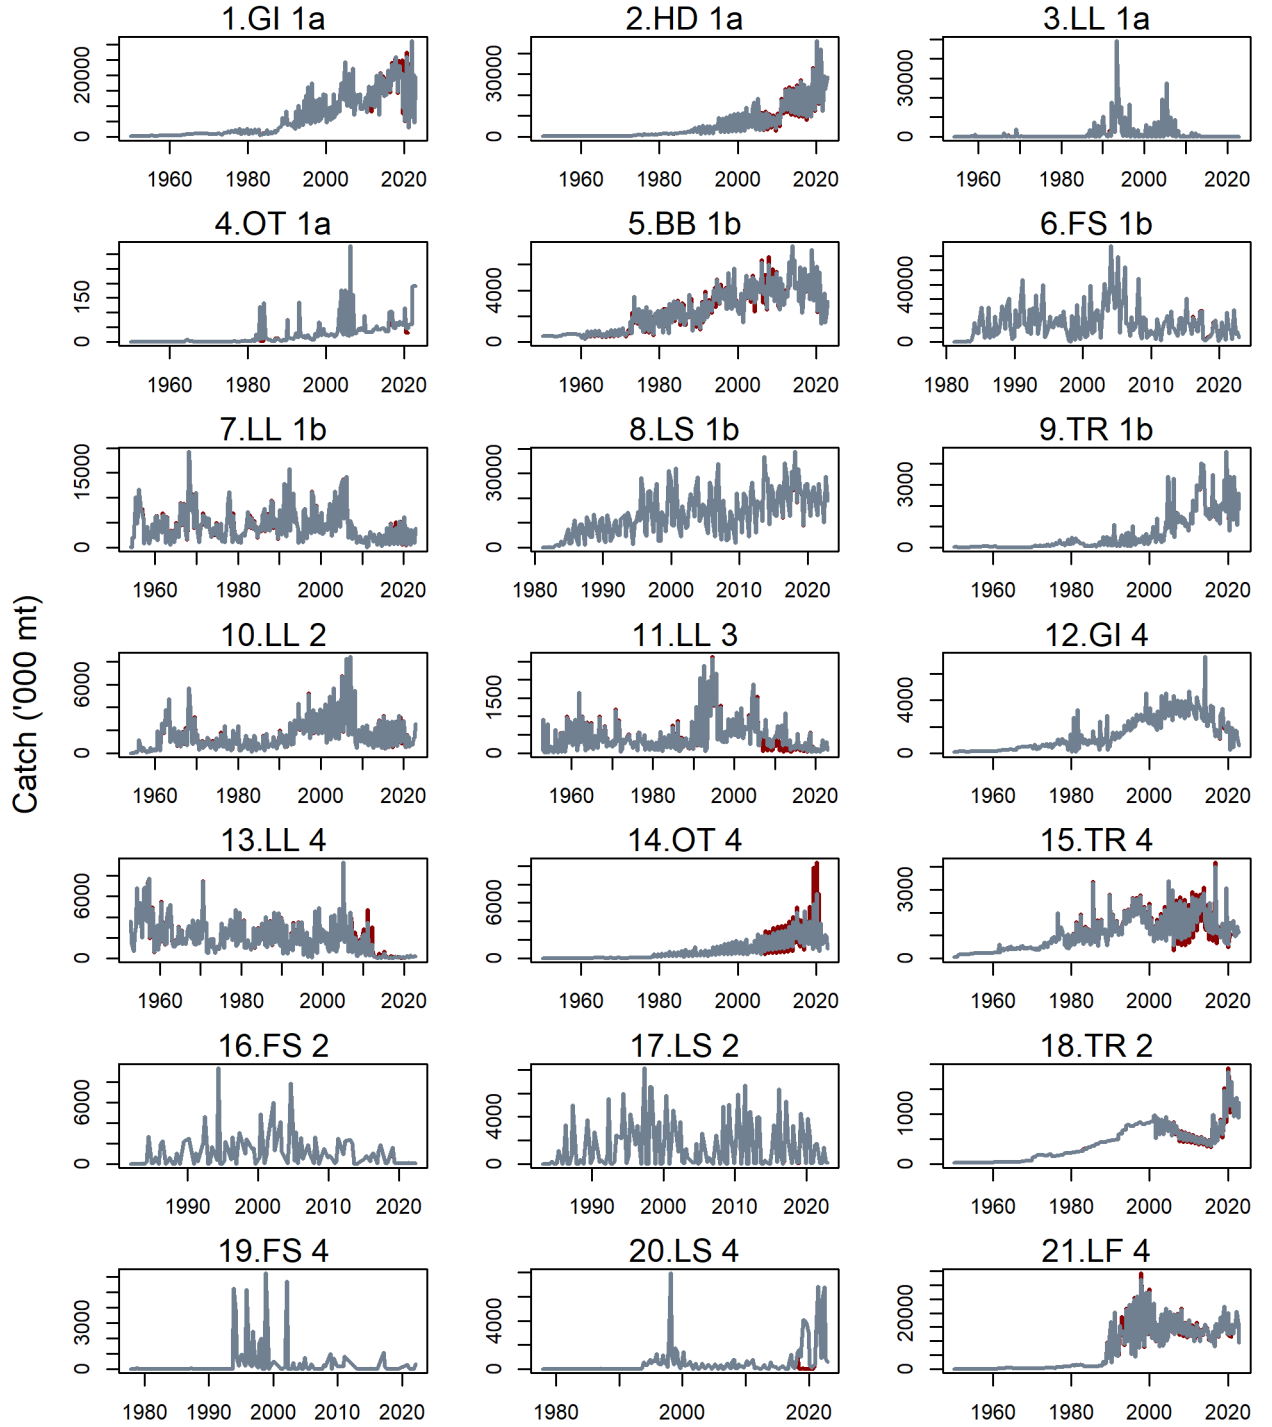 Catch ('000 mt)
1.GI 1a
0 20000
1960 1980 2000 2020
2.HD 1a
0 30000
1960 1980 2000 2020
3.LL 1a
0 30000
1960 1980 2000 2020
4.OT 1a
0 150
1960 1980 2000 2020
5.BB 1b
0 4000
1960 1980 2000 2020
6.FS 1b
0 40000
1980 1990 2000 2010 2020
7.LL 1b
0 15000
1960 1980 2000 2020
8.LS 1b
0 30000
1980 1990 2000 2010 2020
9.TR 1b
0 3000
1960 1980 2000 2020
10.LL 2
0 6000
1960 1980 2000 2020
11.LL 3
0 1500
1960 1980 2000 2020
12.GI 4
0 4000
1960 1980 2000 2020
13.LL 4
0 6000
1960 1980 2000 2020
14.OT 4
0 6000
1960 1980 2000 2020
15.TR 4
0 3000
1960 1980 2000 2020
16.FS 2
0 6000
1990 2000 2010 2020
17.LS 2
0 4000
1990 2000 2010 2020
18.TR 2
0 1000
1960 1980 2000 2020
19.FS 4
0 3000
1980 1990 2000 2010 2020
20.LS 4
0 4000
1980 2000 2020
21.LF 4
0 20000
1960 1980 2000 2020